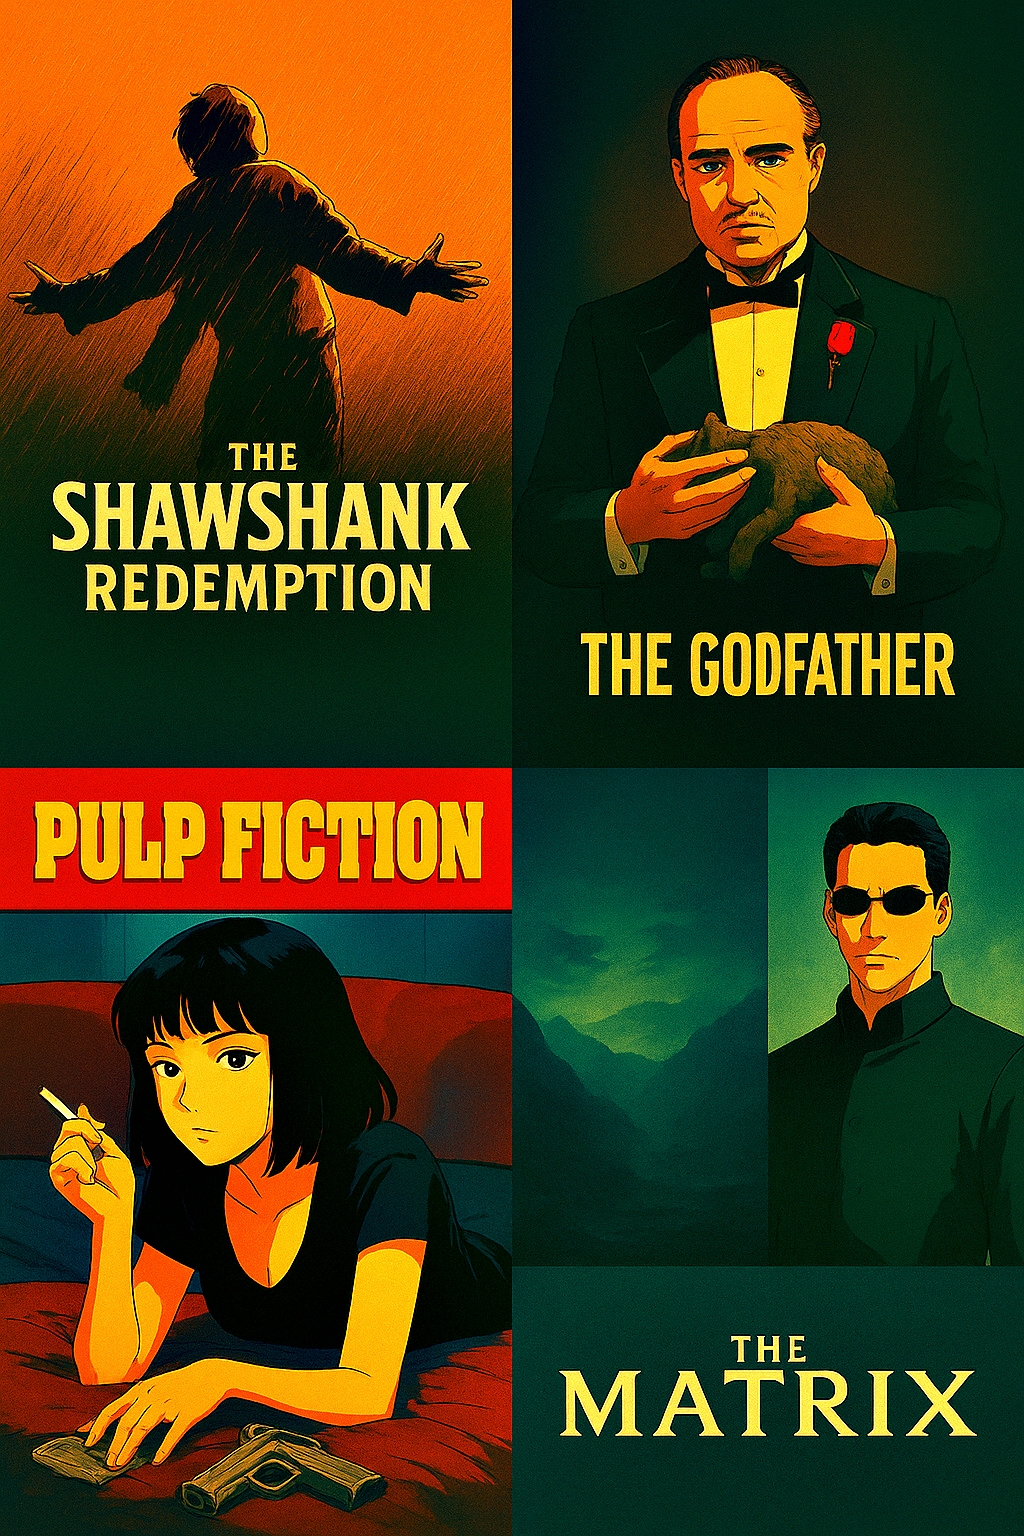 THE
SHAWSHANK
REDEMPTION
THE GODFATHER
PULP FICTION
THE
MATRIX